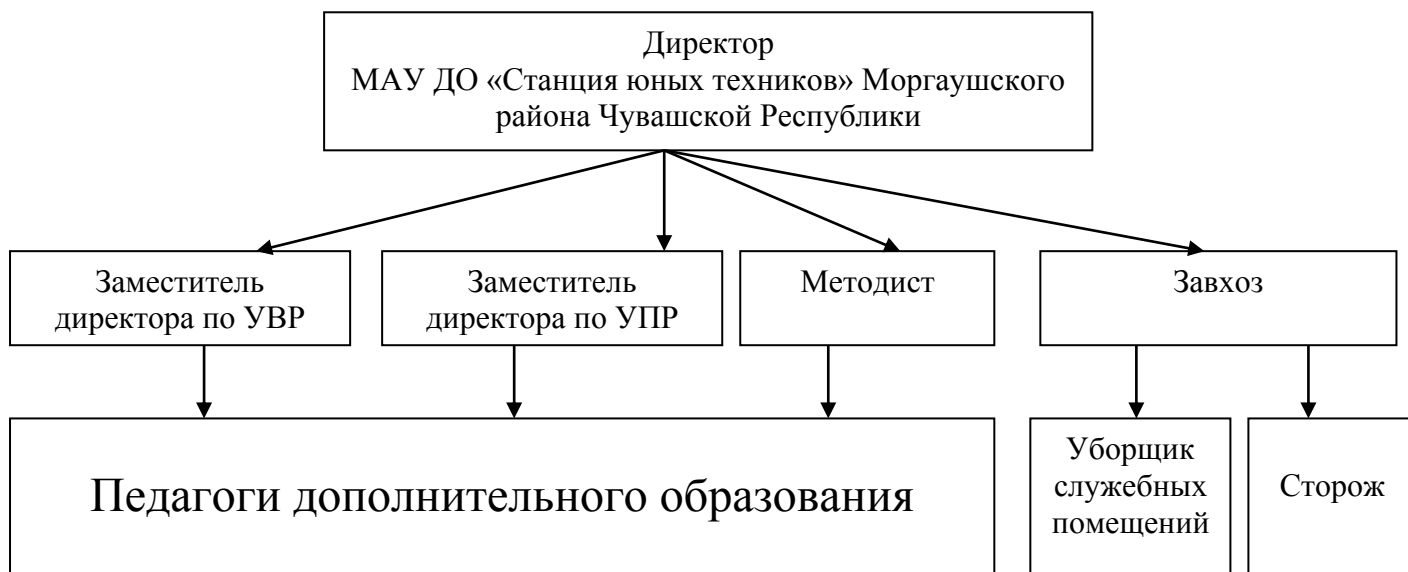 Директор
МАУ ДО «Станция юных техников» Моргаушского
района Чувашской Республики
Заместитель
директора по УВР
Заместитель
директора по УПР
Методист
Завхоз
Педагоги дополнительного образования
Уборщик
служебных
помещений
Сторож